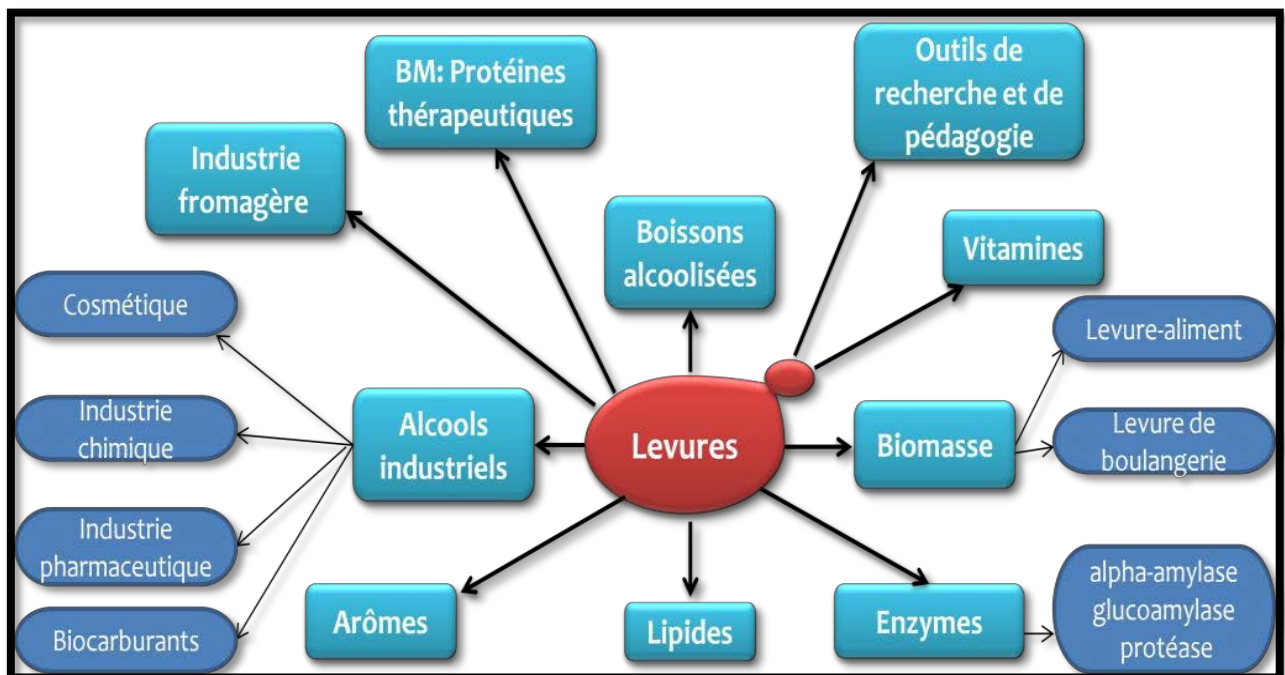 BM: Protéines
thérapeutiques
Outils de
recherche et de
pédagogie
Industrie
fromagère
Boissons
alcoolisées
Vitamines
Cosmétique
Levure-aliment
Industrie
chimique
Alcools
industriels
Levures
Biomasse
Levure de
boulangerie
Industrie
pharmaceutique
Biocarburants
Arômes
Lipides
Enzymes
alpha-amylase
glucoamylase
protéase